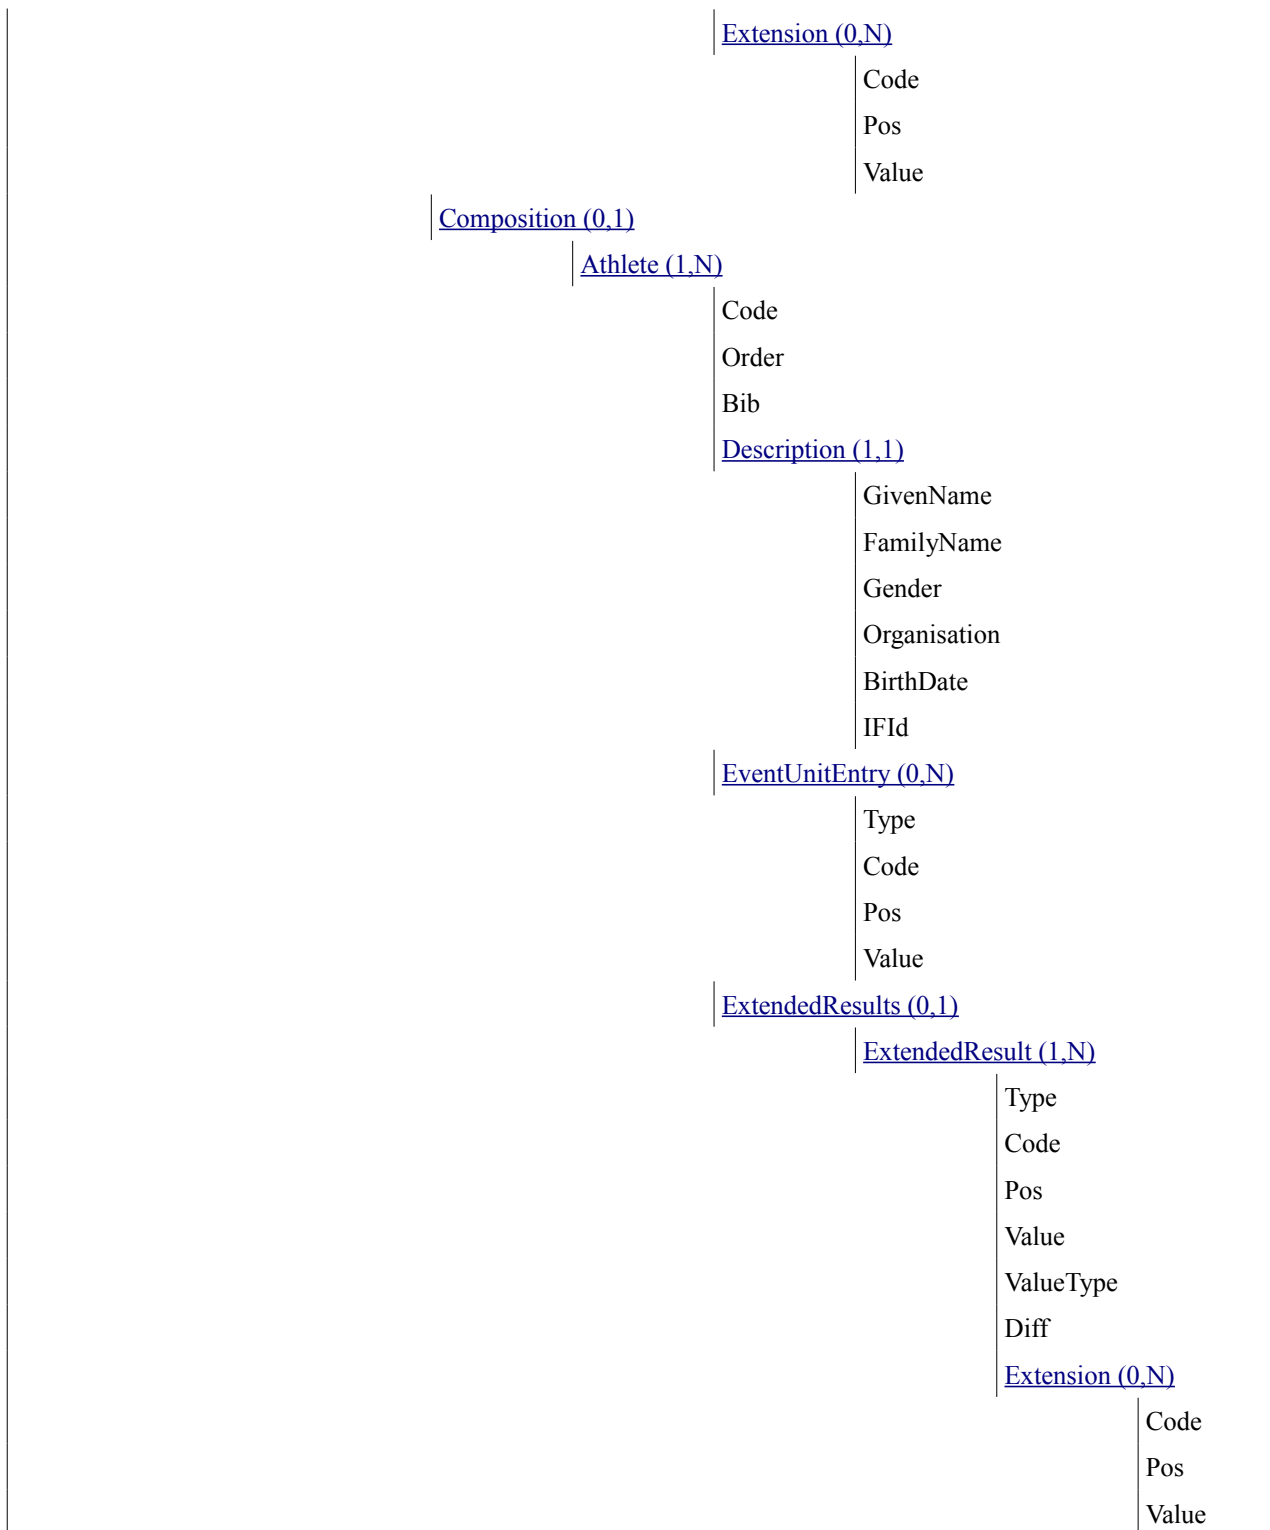 Extension (0,N)
Code
Pos
Value
Composition (0,1)
Athlete (1,N)
Code
Order
Bib
Description (1,1)
GivenName
FamilyName
Gender
Organisation
BirthDate
IFId
EventUnitEntry (0,N)
Type
Code
Pos
Value
ExtendedResults (0,1)
ExtendedResult (1,N)
Type
Code
Pos
Value
ValueType
Diff
Extension (0,N)
Code
Pos
Value